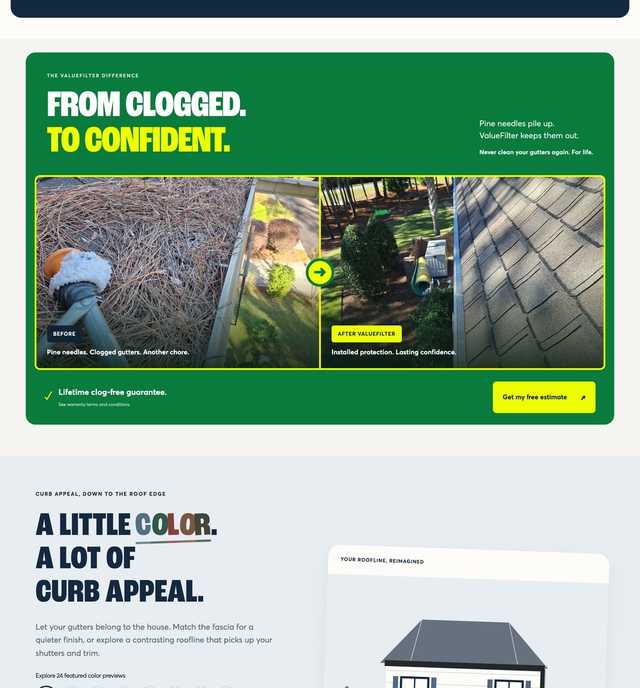 THE VALUEFILTER DIFFERENCE
FROM CLOGGED.
TO CONFIDENT.
Pine needles pile up.
ValueFilter keeps them out.
Never clean your gutters again. For life.
BEFORE
Pine needles. Clogged gutters. Another chore.
AFTER VALUEFILTER
Installed protection. Lasting confidence.
Lifetime clog-free guarantee.
See warranty terms and conditions.
Get my free estimate
CURB APPEAL, DOWN TO THE ROOF EDGE
A LITTLE COLOR.
A LOT OF
CURB APPEAL.
Let your gutters belong to the house. Match the fascia for a
quieter finish, or explore a contrasting roofline that picks up your
shutters and trim.
Explore 24 featured color previews
YOUR ROOFLINE, REIMAGINED